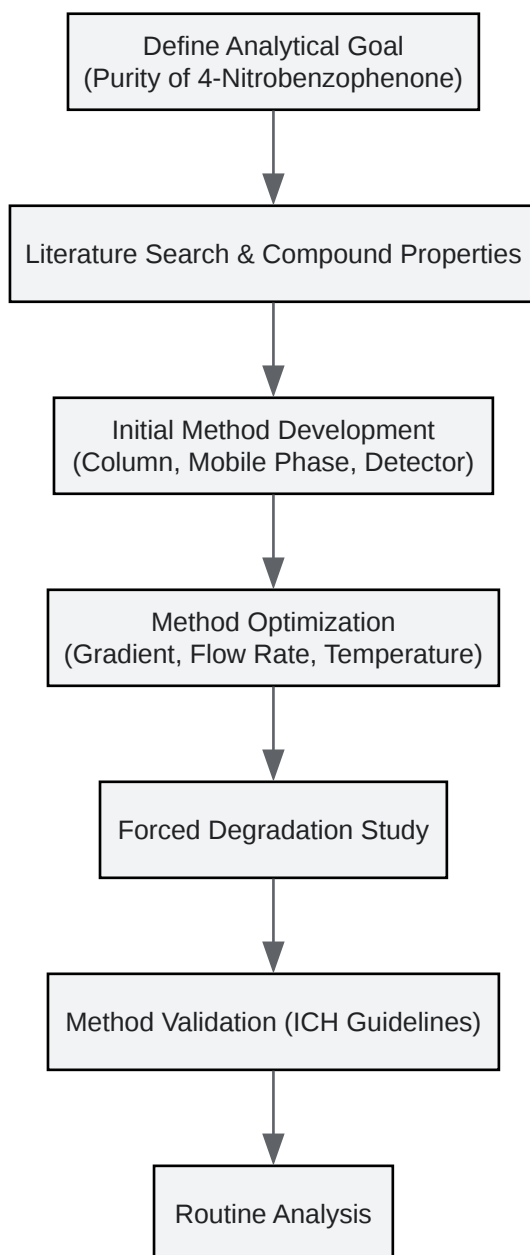 Define Analytical Goal
(Purity of 4-Nitrobenzophenone)
Literature Search & Compound Properties
Initial Method Development
(Column, Mobile Phase, Detector)
Method Optimization
(Gradient, Flow Rate, Temperature)
Forced Degradation Study
Method Validation (ICH Guidelines)
Routine Analysis